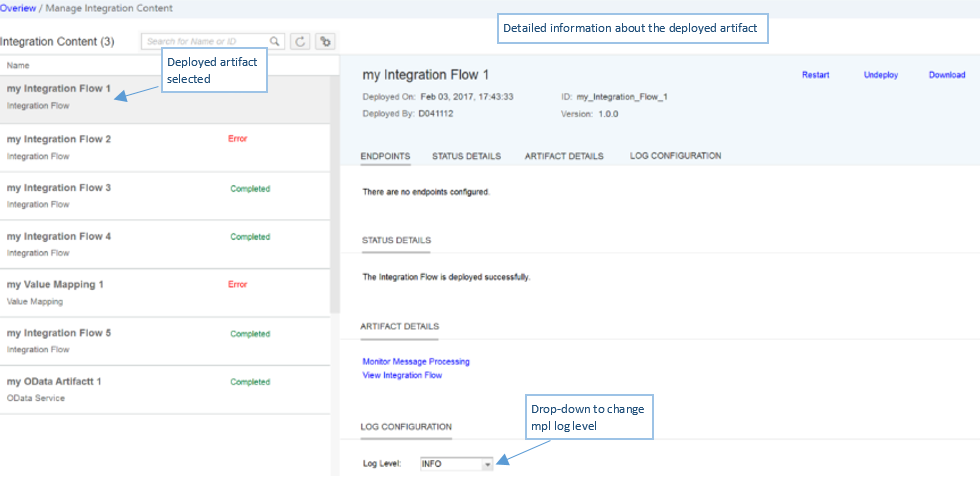 Overiew / Manage Integration Content
Detailed information about the deployed artifact
Integration Content (3)
Search for Name or ID
Deployed artifact
selected
Name
my Integration Flow 1
Integration Flow
my Integration Flow 2
Error
Integration Flow
my Integration Flow 3
Completed
Integration Flow
my Integration Flow 4
Completed
Integration Flow
my Value Mapping 1
Error
Value Mapping
my Integration Flow 5
Completed
Integration Flow
my OData Artifactt 1
Completed
OData Service
my Integration Flow 1
Restart
Undeploy
Download
Deployed On: Feb 03, 2017, 17:43:33
ID: my_Integration_Flow_1
Deployed By: D041112
Version: 1.0.0
ENDPOINTS
STATUS DETAILS
ARTIFACT DETAILS
LOG CONFIGURATION
There are no endpoints configured.
STATUS DETAILS
The Integration Flow is deployed successfully.
ARTIFACT DETAILS
Monitor Message Processing
View Integration Flow
Drop-down to change
mpl log level
LOG CONFIGURATION
Log Level: INFO